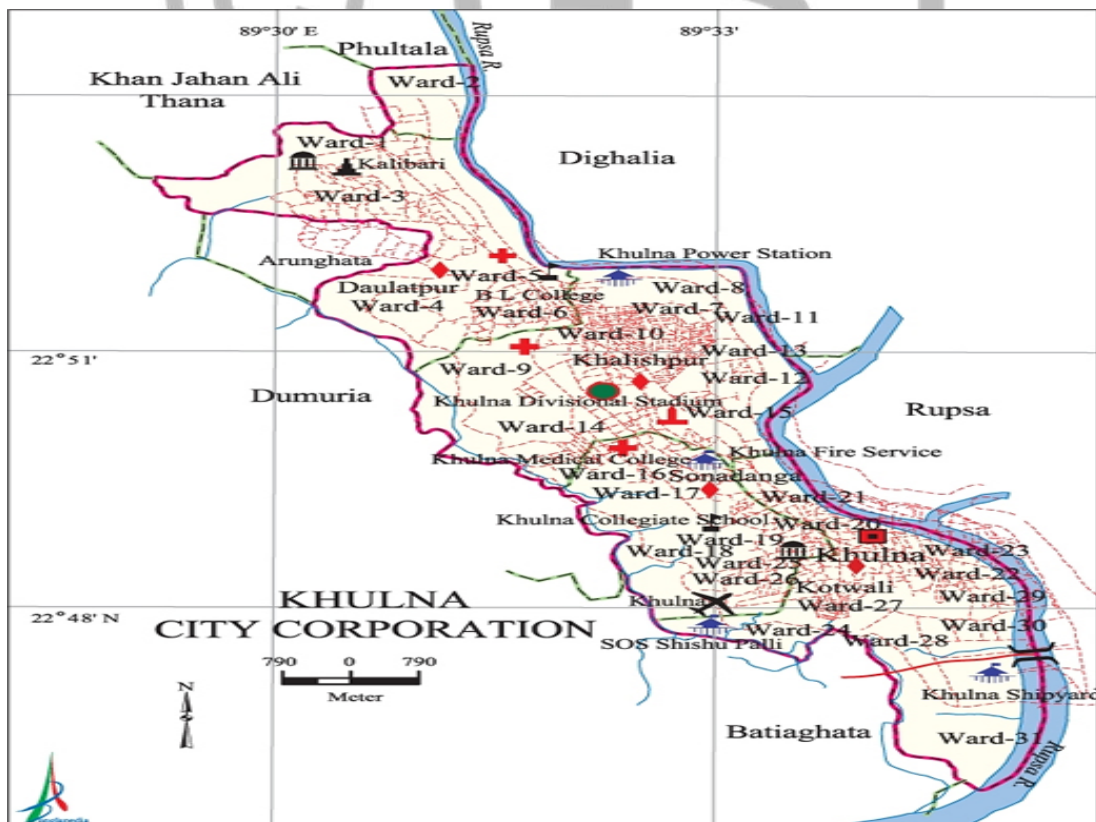 89°30' E
89°33'
Phultala
Rupsa R.
Ward-2
Khan Jahan Ali
Thana
Ward-1
Kalibari
Dighalia
Ward-3
Arunghata
Khulna Power Station
Ward-5
Daulatpur
B L College
Ward-8
Ward-4
Ward-6
Ward-7
Ward-11
Ward-10
22°51'
Ward-13
Khalishpur
Ward-9
Ward-12
Dumuria
Khulna Divisional Stadium
Rupsa
Ward-15
Ward-14
Khulna Medical College
Khulna Fire Service
Ward-16
Sonadanga
Ward-17
Ward-21
Khulna Collegiate School
Ward-20
Ward-19
Ward-18
Khulna
Ward-23
Ward-25
Ward-22
Ward-26
Kotwali
Ward-29
Khulna
Ward-27
22°48' N
KHULNA
CITY CORPORATION
Ward-24
Ward-30
SOS Shishu Palli
Ward-28
790 0 790
Meter
N
Khulna Shipyard
Batiaghata
Ward-31
Rupsa R.